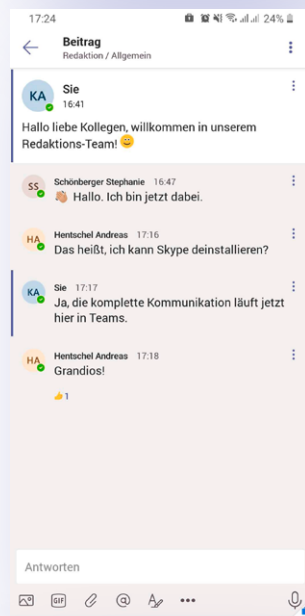 17:24
24%
Beitrag
Redaktion / Allgemein
KA
Sie
16:41
Hallo liebe Kollegen, willkommen in unserem
Redaktions-Team! 😊
SS
Schönberger Stephanie 16:47
👋 Hallo. Ich bin jetzt dabei.
HA
Hentschel Andreas 17:16
Das heißt, ich kann Skype deinstallieren?
KA
Sie 17:17
Ja, die komplette Kommunikation läuft jetzt
hier in Teams.
HA
Hentschel Andreas 17:18
Grandios!
👍1
Antworten
GIF